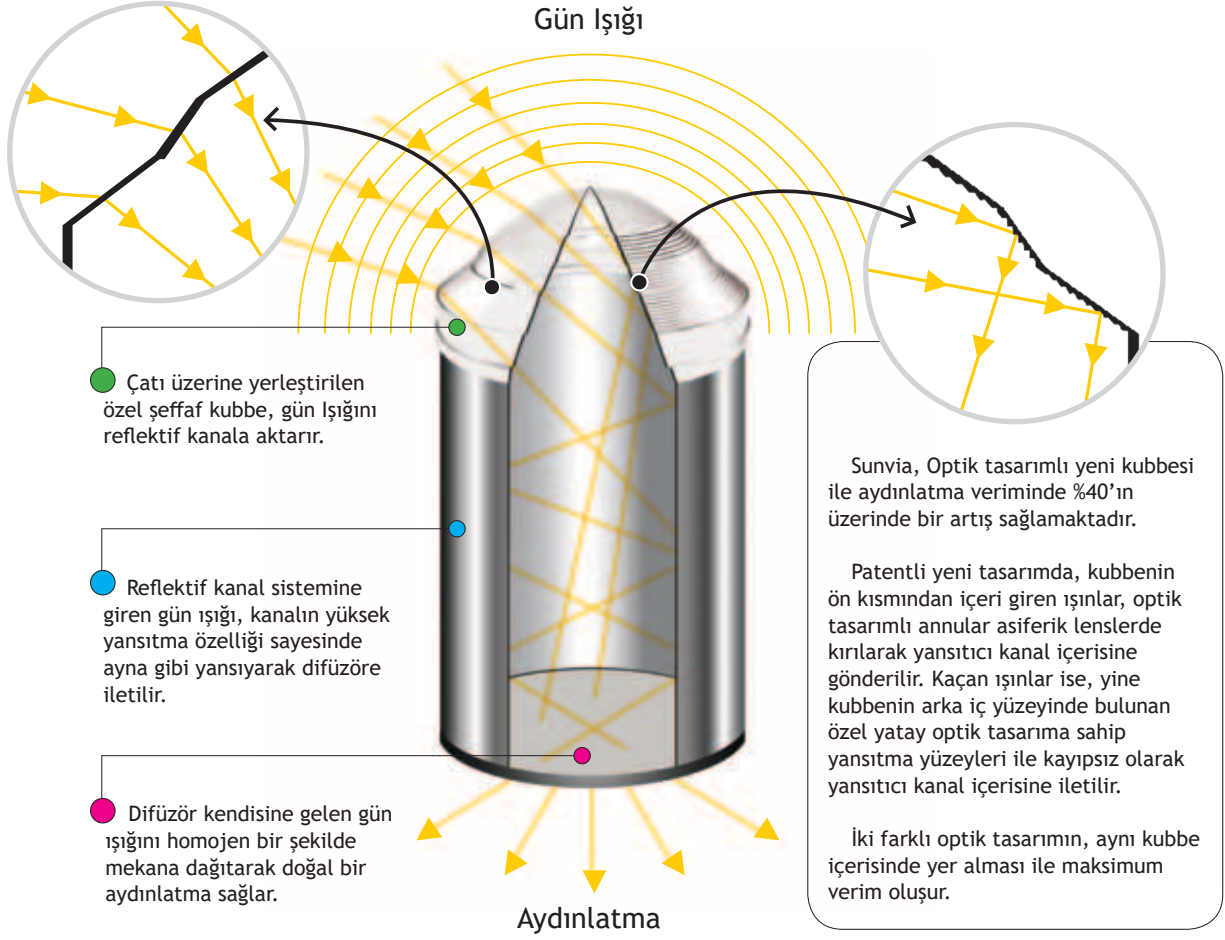 Gün Işığı
Çatı üzerine yerleştirilen
özel şeffaf kubbe, gün Işığını
reflektif kanala aktarır.
Reflektif kanal sistemine
giren gün ışığı, kanalın yüksek
yansıtma özelliği sayesinde
ayna gibi yansıyarak difüzöre
iletilir.
Difüzör kendisine gelen gün
ışığını homojen bir şekilde
mekana dağıtarak doğal bir
aydınlatma sağlar.
Sunvia, Optik tasarımlı yeni kubbesi
ile aydınlatma veriminde %40’ın
üzerinde bir artış sağlamaktadır.
Patentli yeni tasarımda, kubbenin
ön kısmından içeri giren ışınlar, optik
tasarımlı annular asiferik lenslerde
kırılarak yansıtıcı kanal içerisine
gönderilir. Kaçan ışınlar ise, yine
kubbenin arka iç yüzeyinde bulunan
özel yatay optik tasarıma sahip
yansıtma yüzeyleri ile kayıpsız olarak
yansıtıcı kanal içerisine iletilir.
İki farklı optik tasarımın, aynı kubbe
içerisinde yer alması ile maksimum
verim oluşur.
Aydınlatma